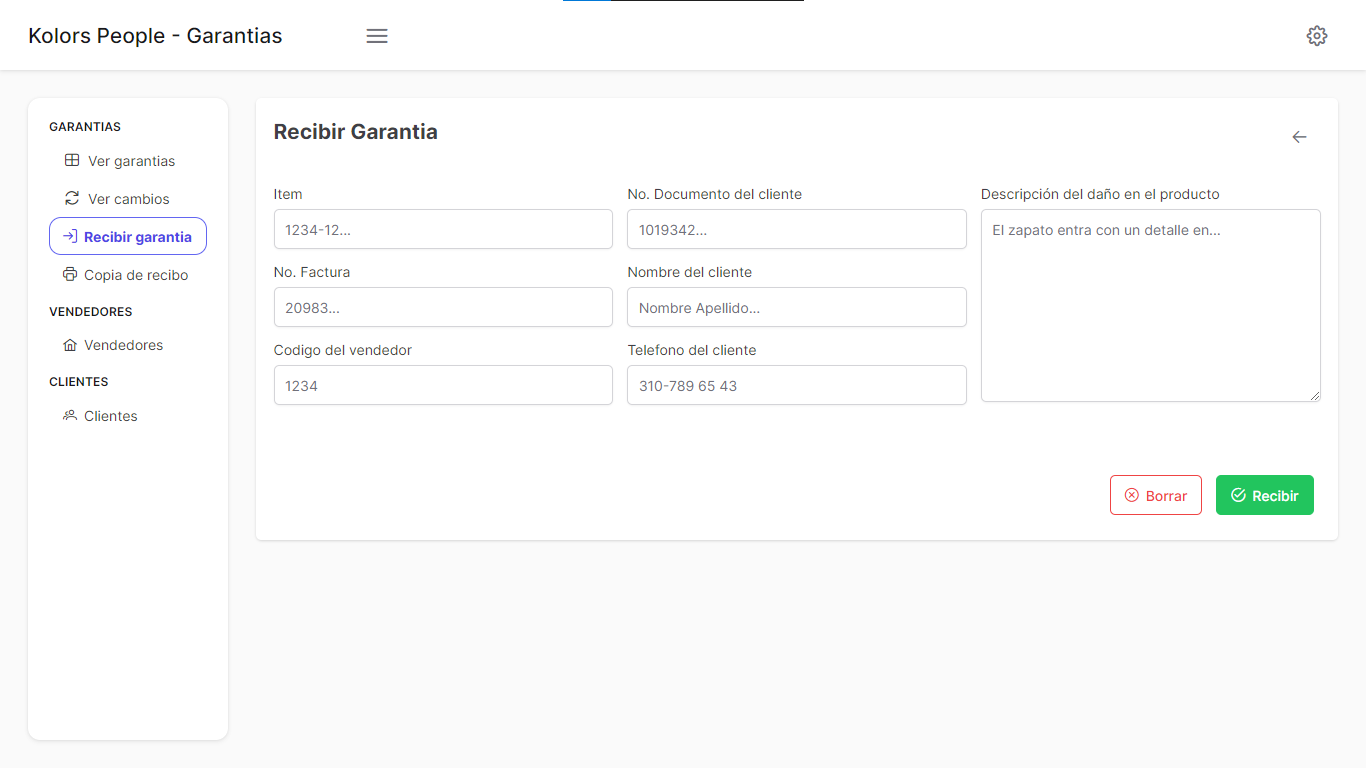 Kolors People - Garantias
GARANTIAS
Ver garantias
Ver cambios
Recibir garantia
Copia de recibo
VENDEDORES
Vendedores
CLIENTES
Clientes
Recibir Garantia
Item
1234-12...
No. Factura
20983...
Codigo del vendedor
1234
No. Documento del cliente
1019342...
Nombre del cliente
Nombre Apellido...
Telefono del cliente
310-789 65 43
Descripción del daño en el producto
El zapato entra con un detalle en...
Borrar
Recibir